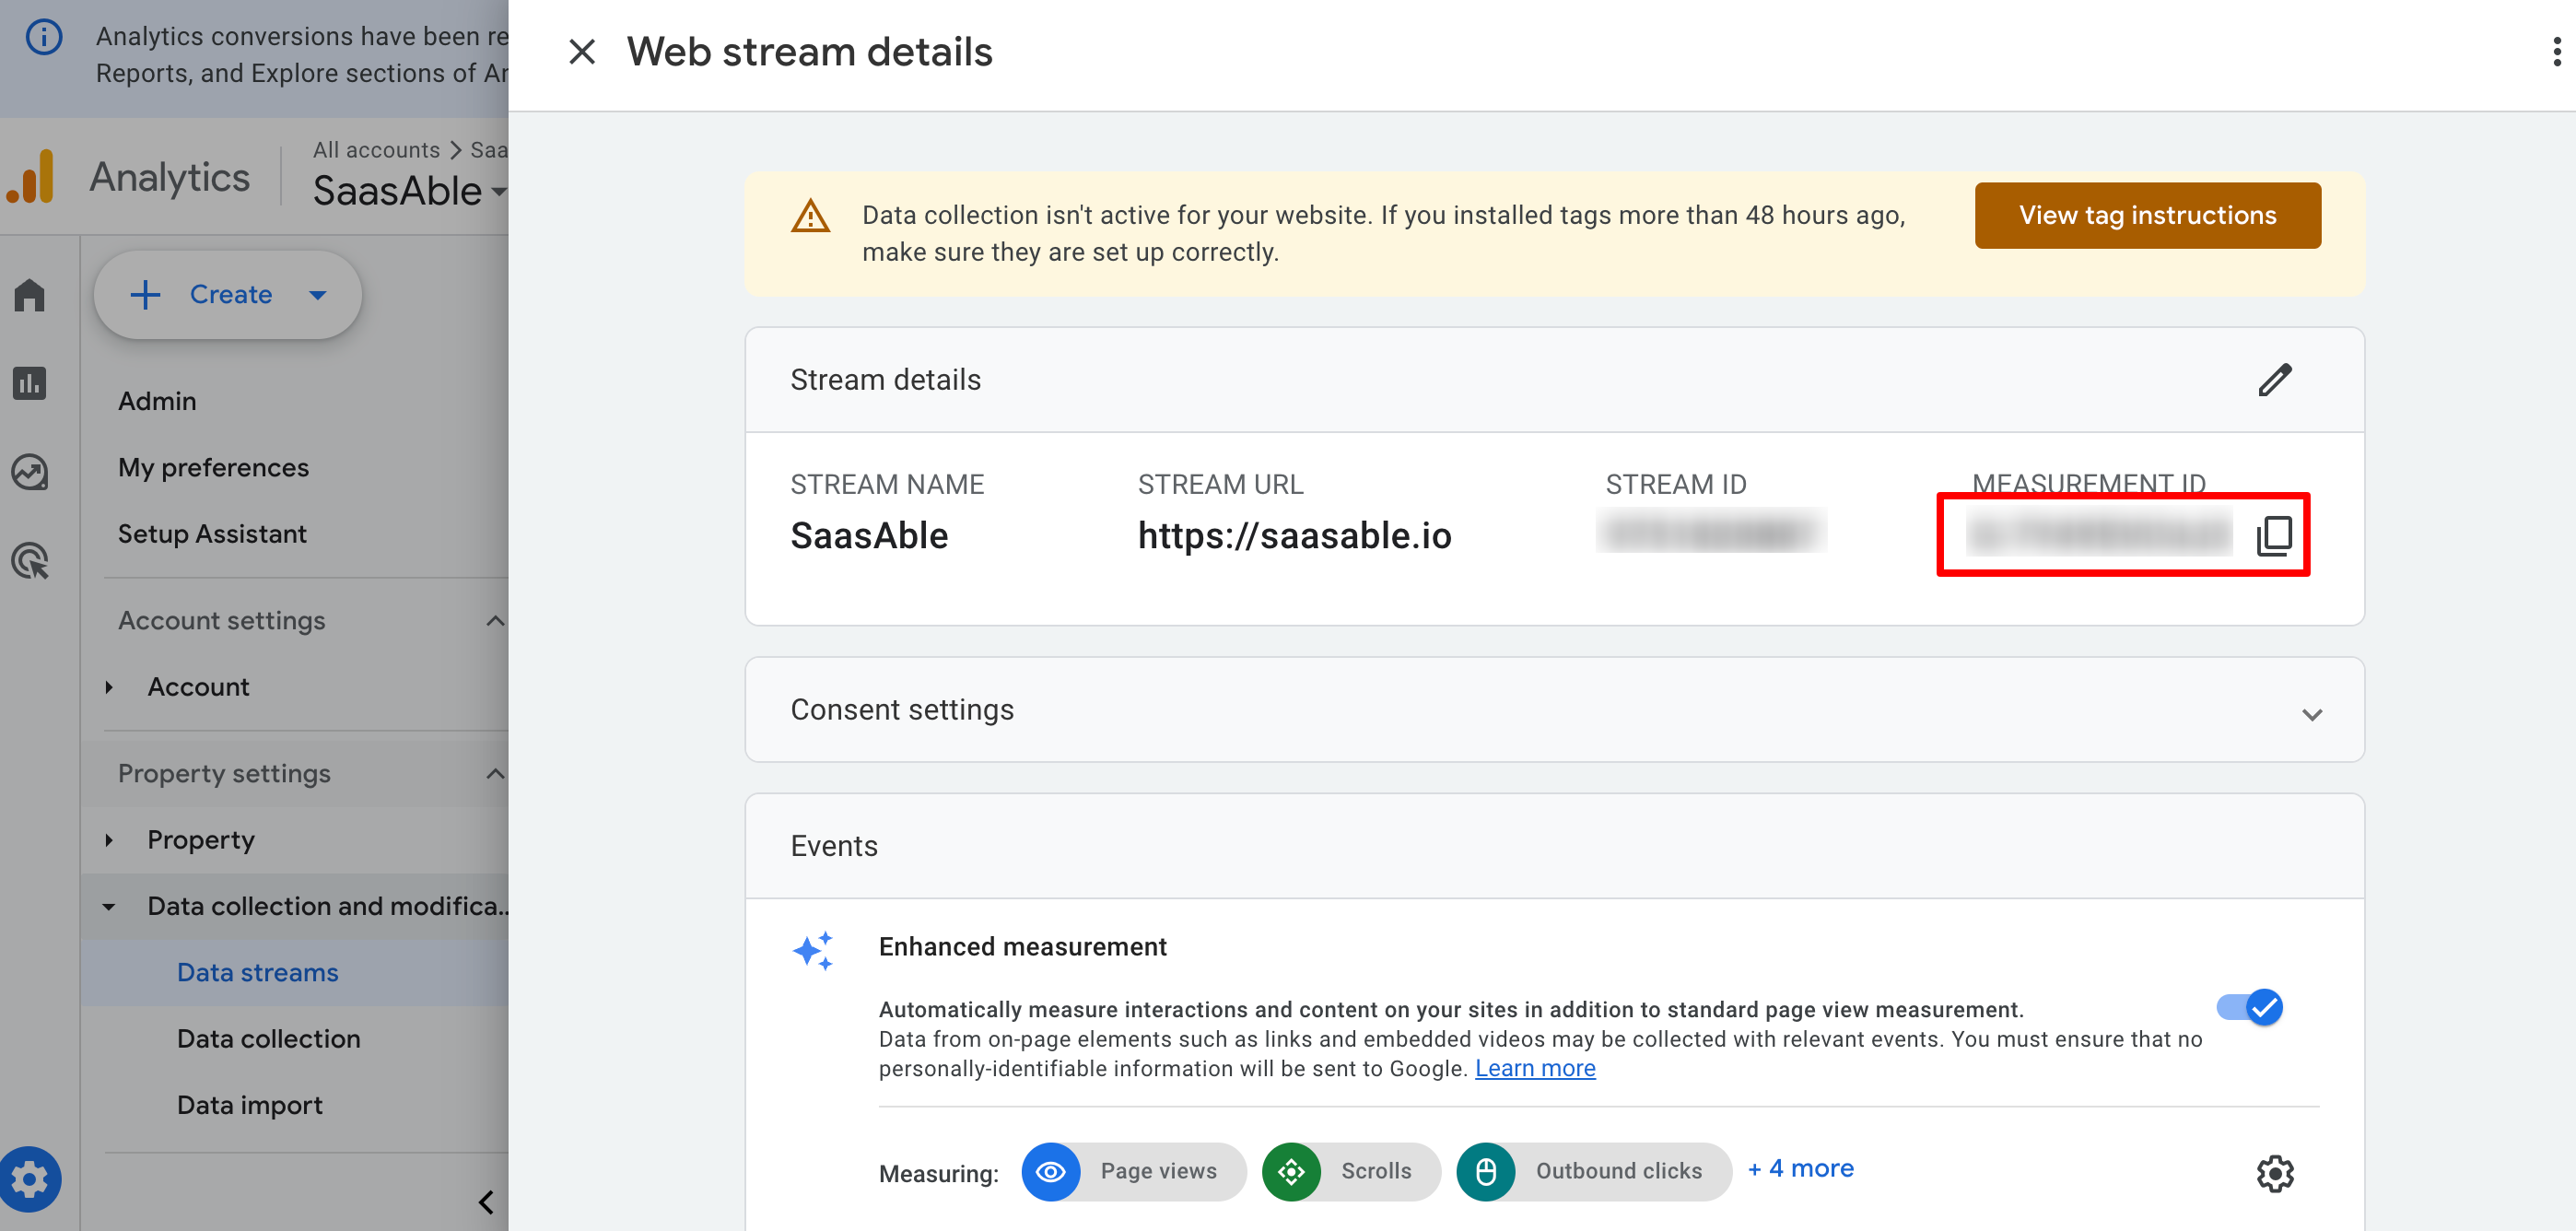 Analytics conversions have been re
Reports, and Explore sections of Ar
Analytics
All accounts > Saa
SaasAble
Create
Admin
My preferences
Setup Assistant
Account settings
Account
Property settings
Property
Data collection and modifica..
Data streams
Data collection
Data import
Web stream details
Data collection isn't active for your website. If you installed tags more than 48 hours ago,
make sure they are set up correctly.
View tag instructions
Stream details
STREAM NAME
SaasAble
STREAM URL
https://saasable.io
STREAM ID
MEASUREMENT ID
Consent settings
Events
Enhanced measurement
Automatically measure interactions and content on your sites in addition to standard page view measurement.
Data from on-page elements such as links and embedded videos may be collected with relevant events. You must ensure that no
personally-identifiable information will be sent to Google. Learn more
Measuring:
Page views
Scrolls
Outbound clicks
+ 4 more